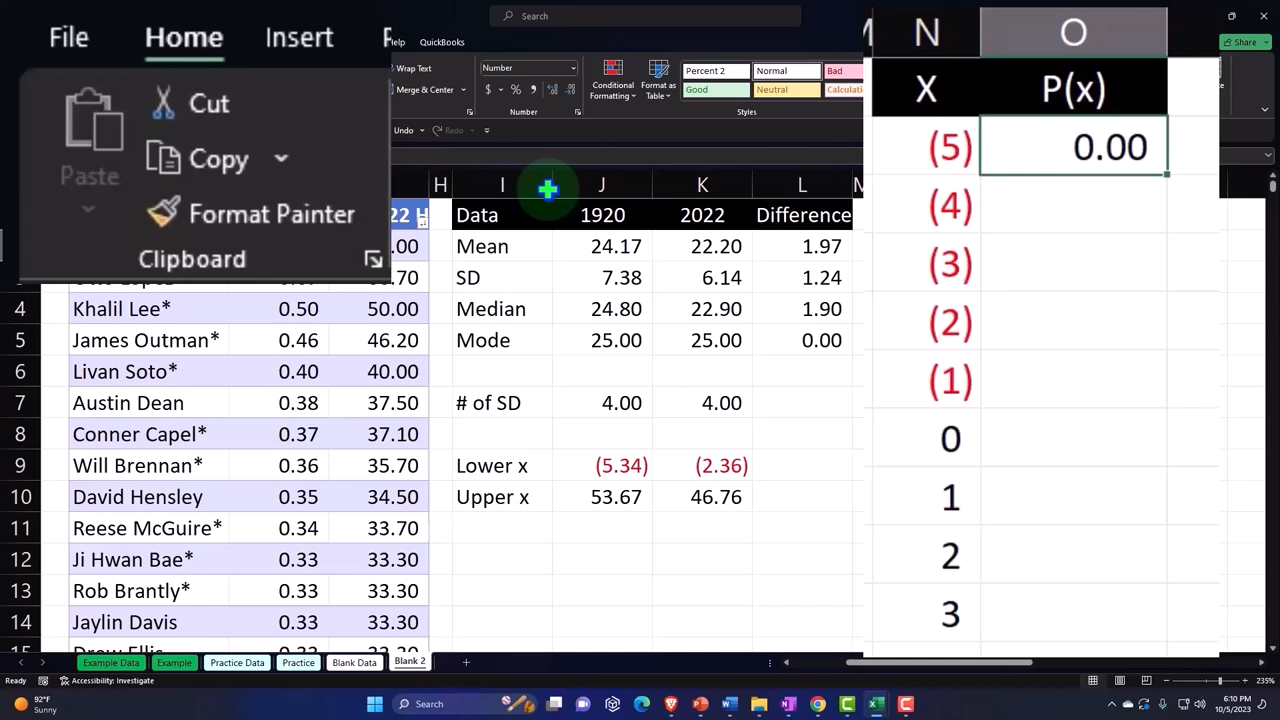 File Home Insert
Search
Cut
Copy
Format Painter
Paste
Clipboard
QuickBooks
Share
Wrap Text
Merge & Center
Number
$ % ,
Number
Conditional Formatting
Format as Table
Percent 2 Normal Bad
Good Neutral
Styles
Undo Redo
H I J K L
N O
X P(x)
(5) 0.00
(4)
(3)
(2)
(1)
0
1
2
3
Data 1920 2022 Difference
Mean 24.17 22.20 1.97
SD 7.38 6.14 1.24
4 Khalil Lee* 0.50 50.00 Median 24.80 22.90 1.90
5 James Outman* 0.46 46.20 Mode 25.00 25.00 0.00
6 Livan Soto* 0.40 40.00
7 Austin Dean 0.38 37.50 # of SD 4.00 4.00
8 Conner Capel* 0.37 37.10
9 Will Brennan* 0.36 35.70 Lower x (5.34) (2.36)
10 David Hensley 0.35 34.50 Upper x 53.67 46.76
11 Reese McGuire* 0.34 33.70
12 Ji Hwan Bae* 0.33 33.30
13 Rob Brantly* 0.33 33.30
14 Jaylin Davis 0.33 33.30
Example Data Example Practice Data Practice Blank Data Blank 2
Ready Accessibility: Investigate 235%
92°F
Sunny
Search
6:10 PM
10/5/2023